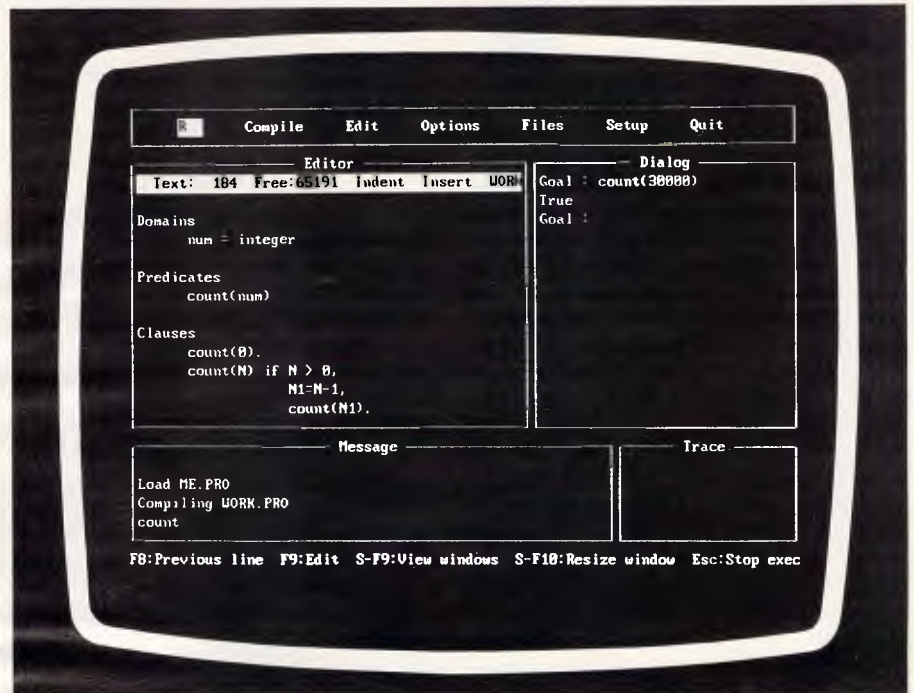 R Compile Edit Options Files Setup Quit
Editor
Text: 184 Free:65191 Indent Insert WORK
Domains
num = integer
Predicates
count(num)
Clauses
count(0).
count(N) if N > 0,
N1=N-1,
count(N1).
Dialog
Goal : count(30000)
True
Goal :
Message
Load ME.PRO
Compiling WORK.PRO
count
Trace
F8:Previous line F9:Edit S-F9:View windows S-F10:Resize window Esc:Stop exec